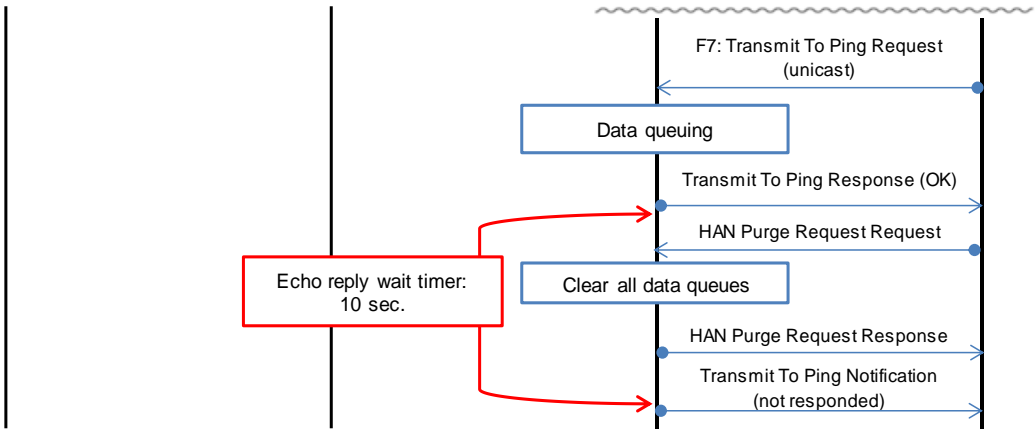 F7: Transmit To Ping Request
(unicast)
Data queuing
Transmit To Ping Response (OK)
HAN Purge Request Request
Echo reply wait timer:
10 sec.
Clear all data queues
HAN Purge Request Response
Transmit To Ping Notification
(not responded)